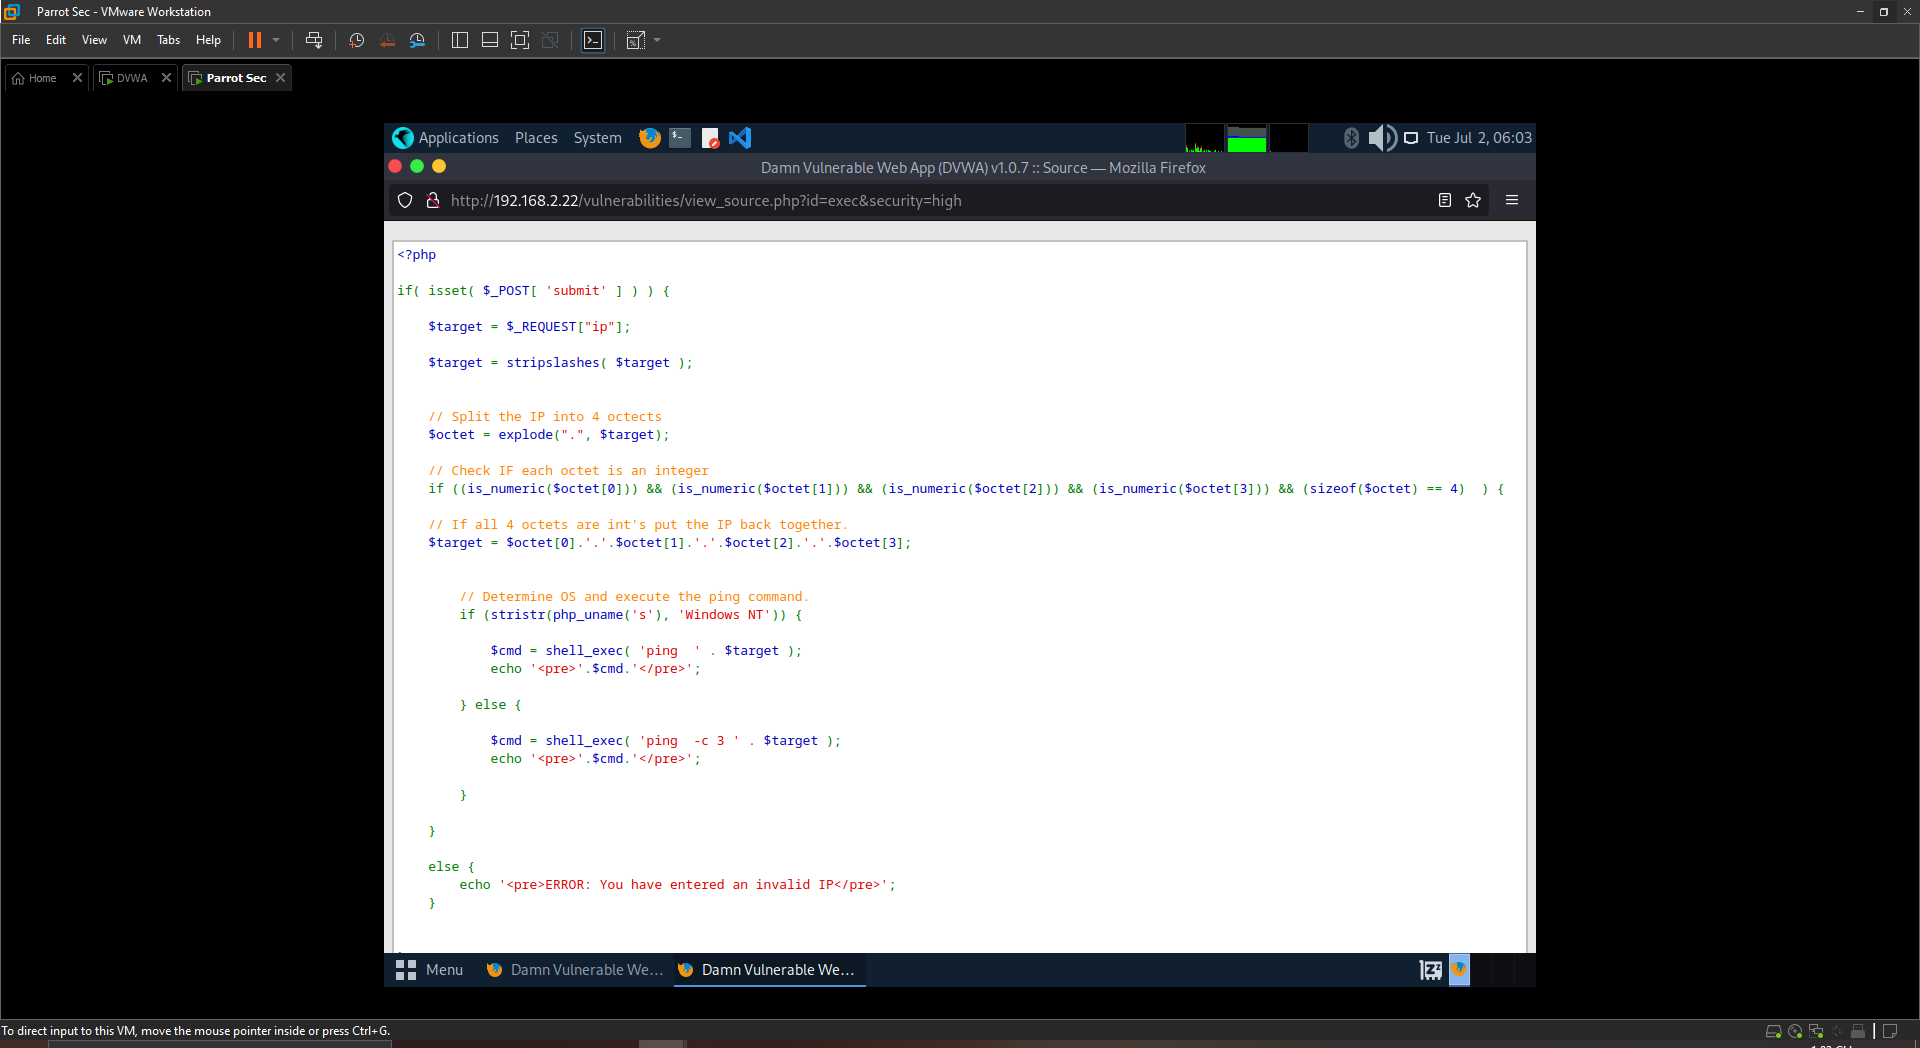 Parrot Sec - VMware Workstation
File Edit View VM Tabs Help
Home DVWA Parrot Sec
Applications Places System Tue Jul 2, 06:03
Damn Vulnerable Web App (DVWA) v1.0.7 :: Source — Mozilla Firefox
http://192.168.2.22/vulnerabilities/view_source.php?id=exec&security=high
<?php
if( isset( $_POST[ 'submit' ] ) ) {
$target = $_REQUEST["ip"];
$target = stripslashes( $target );
// Split the IP into 4 octects
$octet = explode(".", $target);
// Check IF each octet is an integer
if ((is_numeric($octet[0])) && (is_numeric($octet[1])) && (is_numeric($octet[2])) && (is_numeric($octet[3])) && (sizeof($octet) == 4)  ) {
// If all 4 octets are int's put the IP back together.
$target = $octet[0].'.'.$octet[1].'.'.$octet[2].'.'.$octet[3];
// Determine OS and execute the ping command.
if (stristr(php_uname('s'), 'Windows NT')) {
$cmd = shell_exec( 'ping  ' . $target );
echo '<pre>'.$cmd.'</pre>';
} else {
$cmd = shell_exec( 'ping  -c 3 ' . $target );
echo '<pre>'.$cmd.'</pre>';
}
}
else {
echo '<pre>ERROR: You have entered an invalid IP</pre>';
}
Menu Damn Vulnerable We... Damn Vulnerable We...
To direct input to this VM, move the mouse pointer inside or press Ctrl+G.